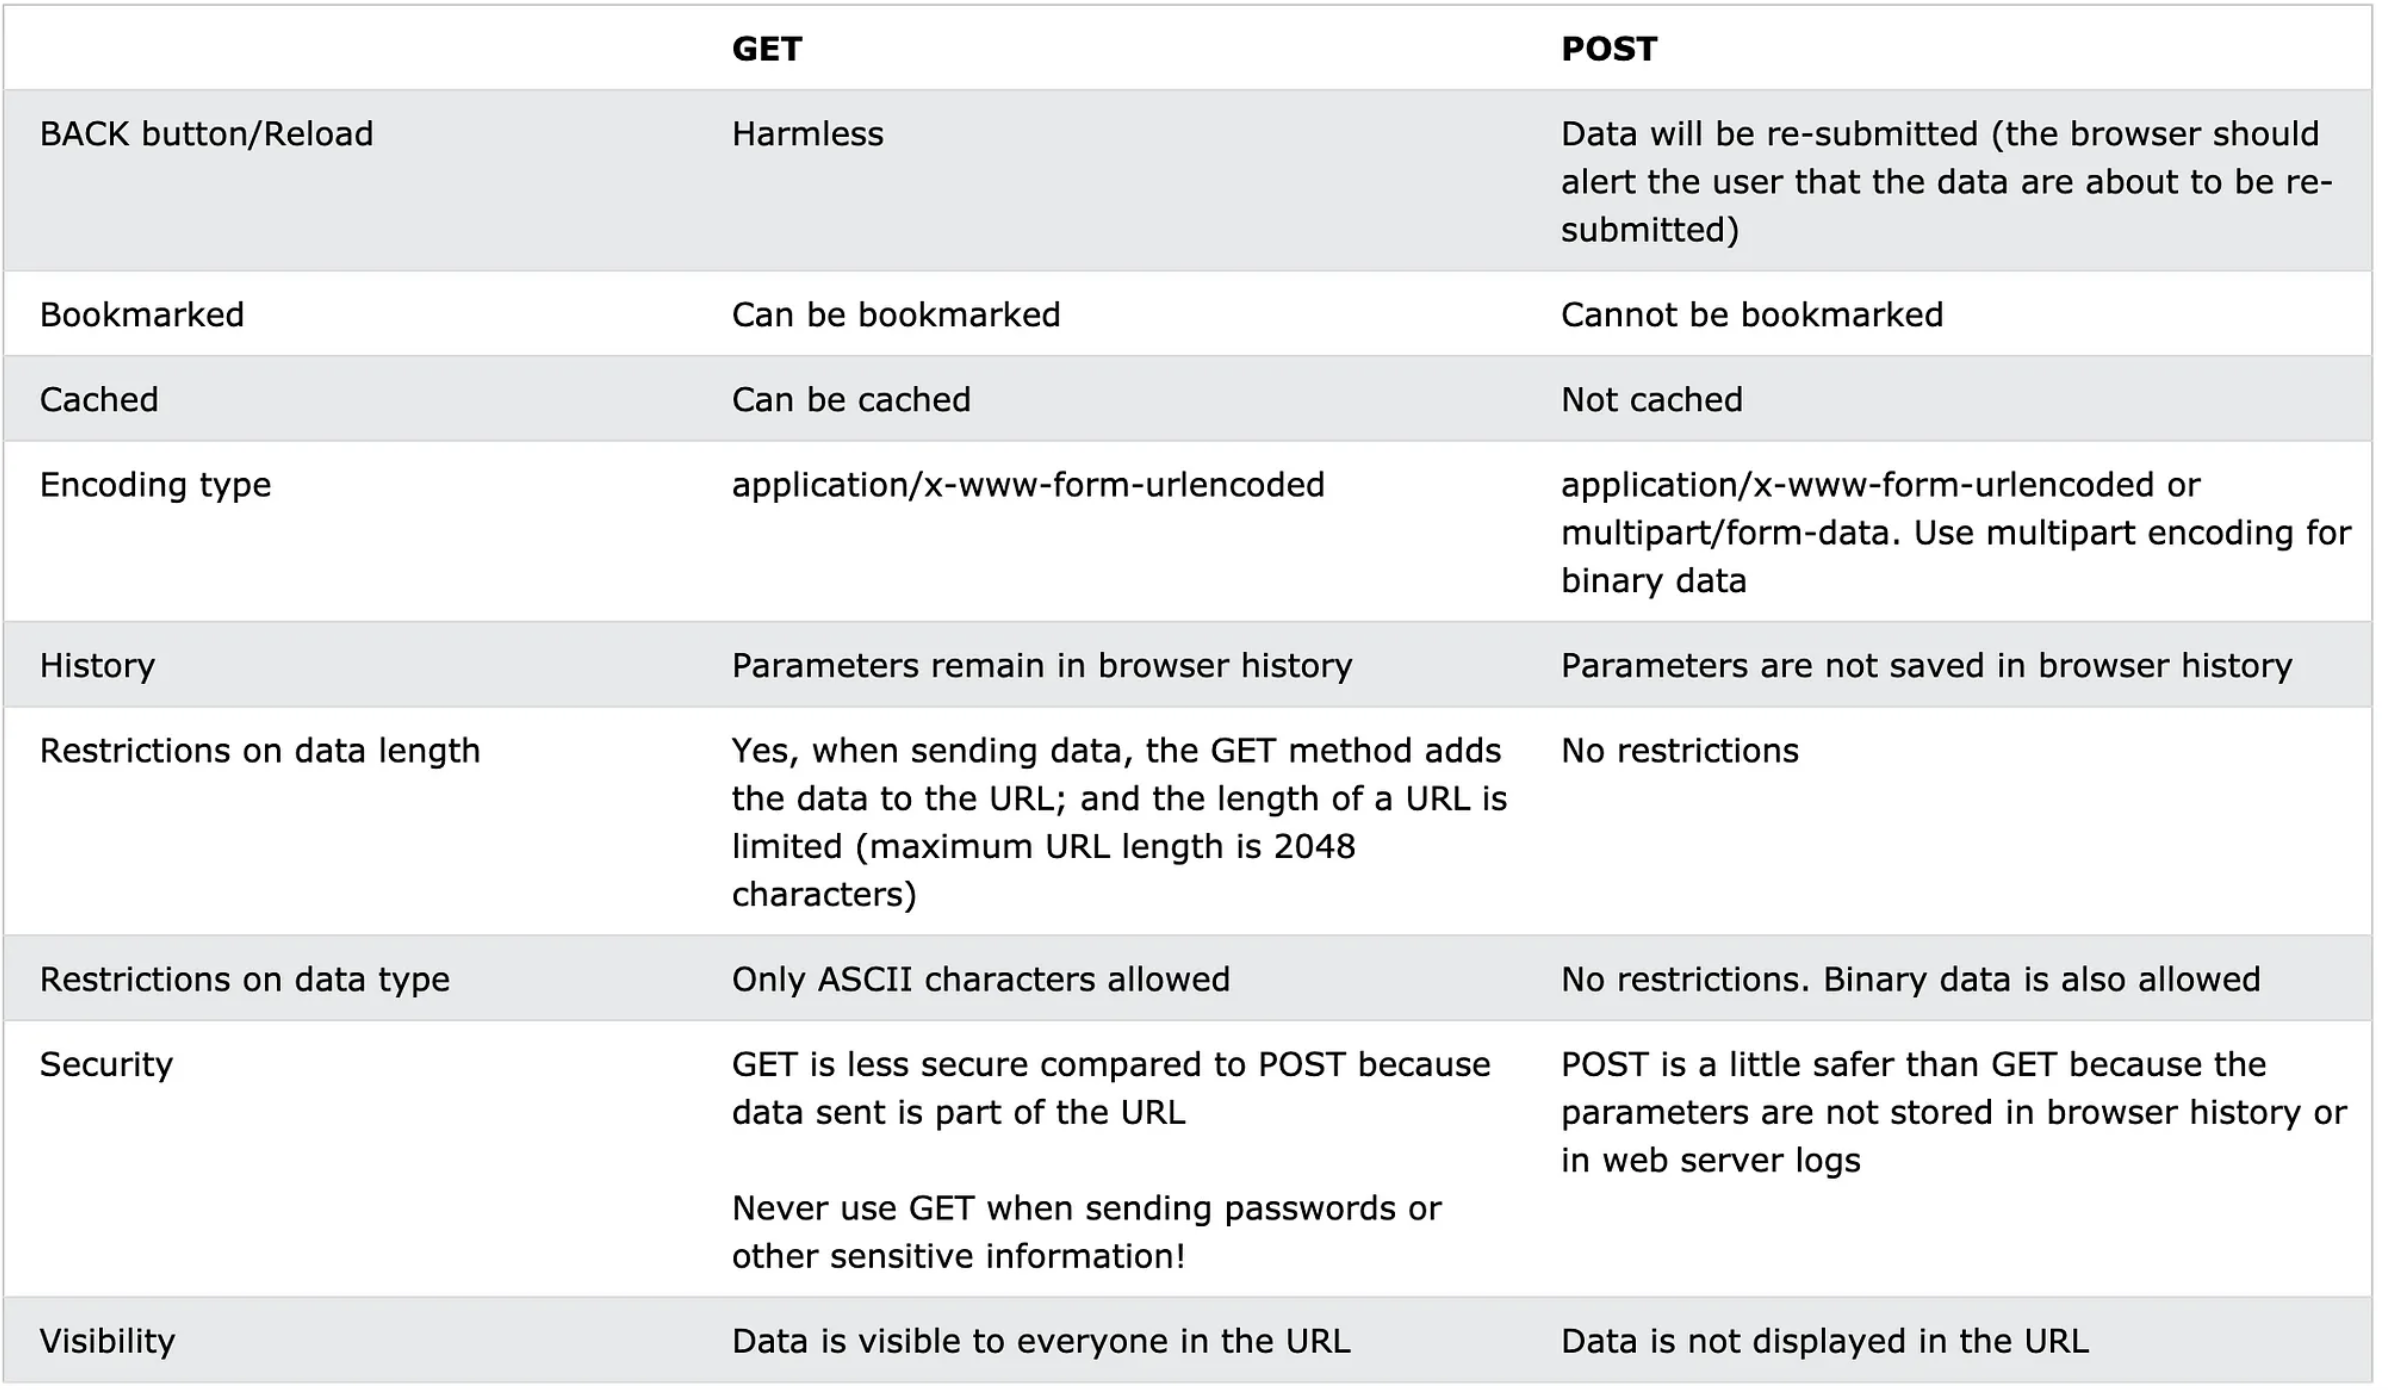 GET POST
BACK button/Reload Harmless Data will be re-submitted (the browser should
alert the user that the data are about to be re-
submitted)
Bookmarked Can be bookmarked Cannot be bookmarked
Cached Can be cached Not cached
Encoding type application/x-www-form-urlencoded application/x-www-form-urlencoded or
multipart/form-data. Use multipart encoding for
binary data
History Parameters remain in browser history Parameters are not saved in browser history
Restrictions on data length Yes, when sending data, the GET method adds No restrictions
the data to the URL; and the length of a URL is
limited (maximum URL length is 2048
characters)
Restrictions on data type Only ASCII characters allowed No restrictions. Binary data is also allowed
Security GET is less secure compared to POST because POST is a little safer than GET because the
data sent is part of the URL parameters are not stored in browser history or
in web server logs
Never use GET when sending passwords or
other sensitive information!
Visibility Data is visible to everyone in the URL Data is not displayed in the URL